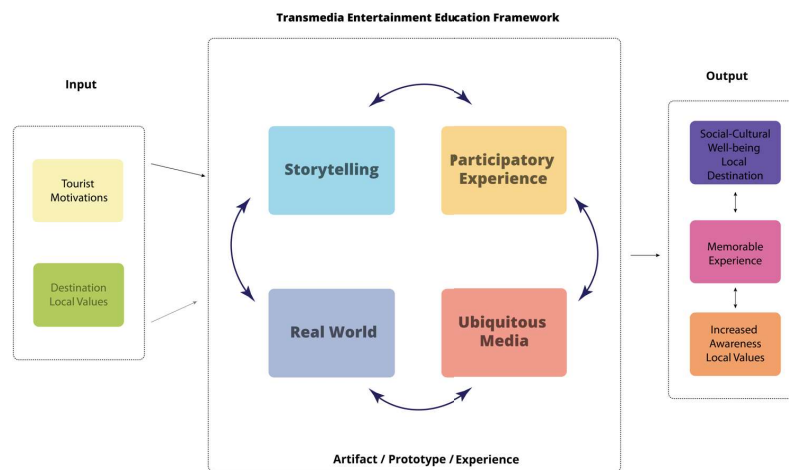 Transmedia Entertainment Education Framework
Input
Tourist
Motivations
Destination
Local Values
Storytelling
Participatory
Experience
Real World
Ubiquitous
Media
Artifact / Prototype / Experience
Output
Social-Cultural
Well-being
Local
Destination
Memorable
Experience
Increased
Awareness
Local Values